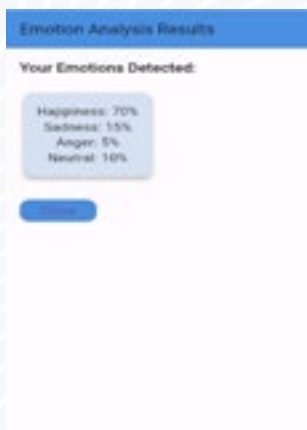 Emotion Analysis Results
Your Emotions Detected:
Happiness: 70%
Sadness: 15%
Anger: 5%
Neutral: 10%